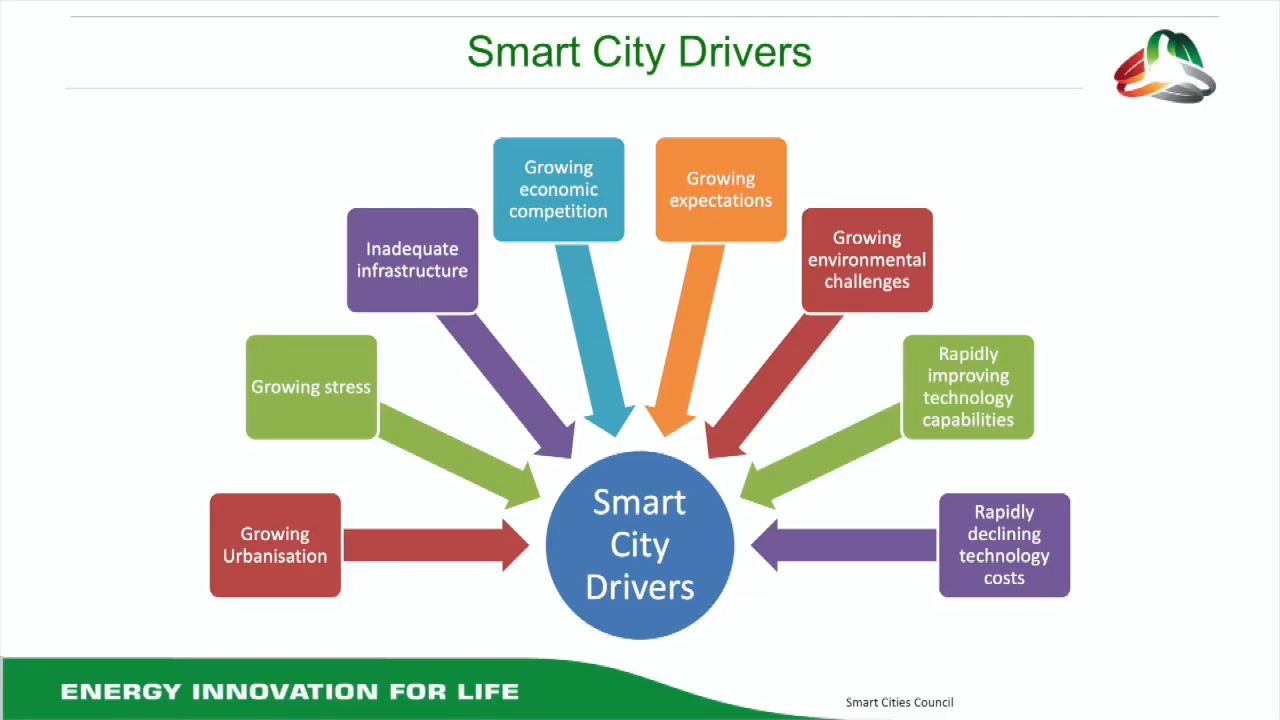 Smart City Drivers
Growing
Urbanisation
Growing stress
Inadequate
infrastructure
Growing
economic
competition
Growing
expectations
Growing
environmental
challenges
Rapidly
improving
technology
capabilities
Rapidly
declining
technology
costs
Smart
City
Drivers
ENERGY INNOVATION FOR LIFE
Smart Cities Council